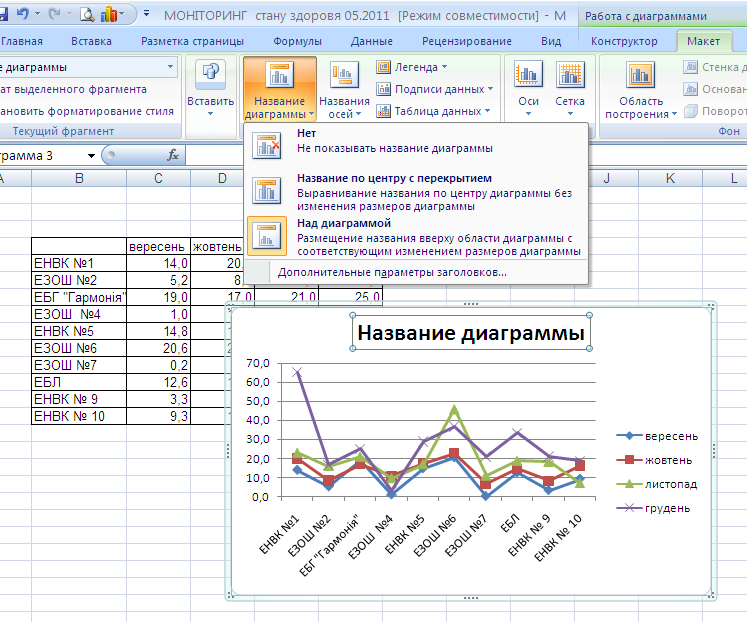 МОНІТОРИНГ стану здоровя 05.2011 [Режим совместимости] - М
Работа с диаграммами
Главная Вставка Разметка страницы Формулы Данные Рецензирование Вид Конструктор Макет
диаграммы
ат выделенного фрагмента
ановить форматирование стиля
Текущий фрагмент
Вставить
Название диаграммы
Названия осей
Легенда
Подписи данных
Таблица данных
Оси
Сетка
Область построения
Стенка д
Основан
Поворот
Фон
рамма 3
fx
Нет
Не показывать название диаграммы
Название по центру с перекрытием
Выравнивание названия по центру диаграммы без
изменения размеров диаграммы
Над диаграммой
Размещение названия вверху области диаграммы с
соответствующим изменением размеров диаграммы
Дополнительные параметры заголовков...
A B C D J K L
вересень жовтень
ЕНВК №1 14,0 20,
ЕЗОШ №2 5,2 8,
ЕБГ "Гармонія" 19,0 17,0 21,0 25,0
ЕЗОШ №4 1,0
ЕНВК №5 14,8
ЕЗОШ №6 20,6
ЕЗОШ №7 0,2
ЕБЛ 12,6
ЕНВК № 9 3,3
ЕНВК № 10 9,3
Название диаграммы
70,0
60,0
50,0
40,0
30,0
20,0
10,0
0,0
ЕНВК №1
ЕЗОШ №2
ЕБГ "Гармонія"
ЕЗОШ №4
ЕНВК №5
ЕЗОШ №6
ЕЗОШ №7
ЕБЛ
ЕНВК № 9
ЕНВК № 10
вересень
жовтень
листопад
грудень